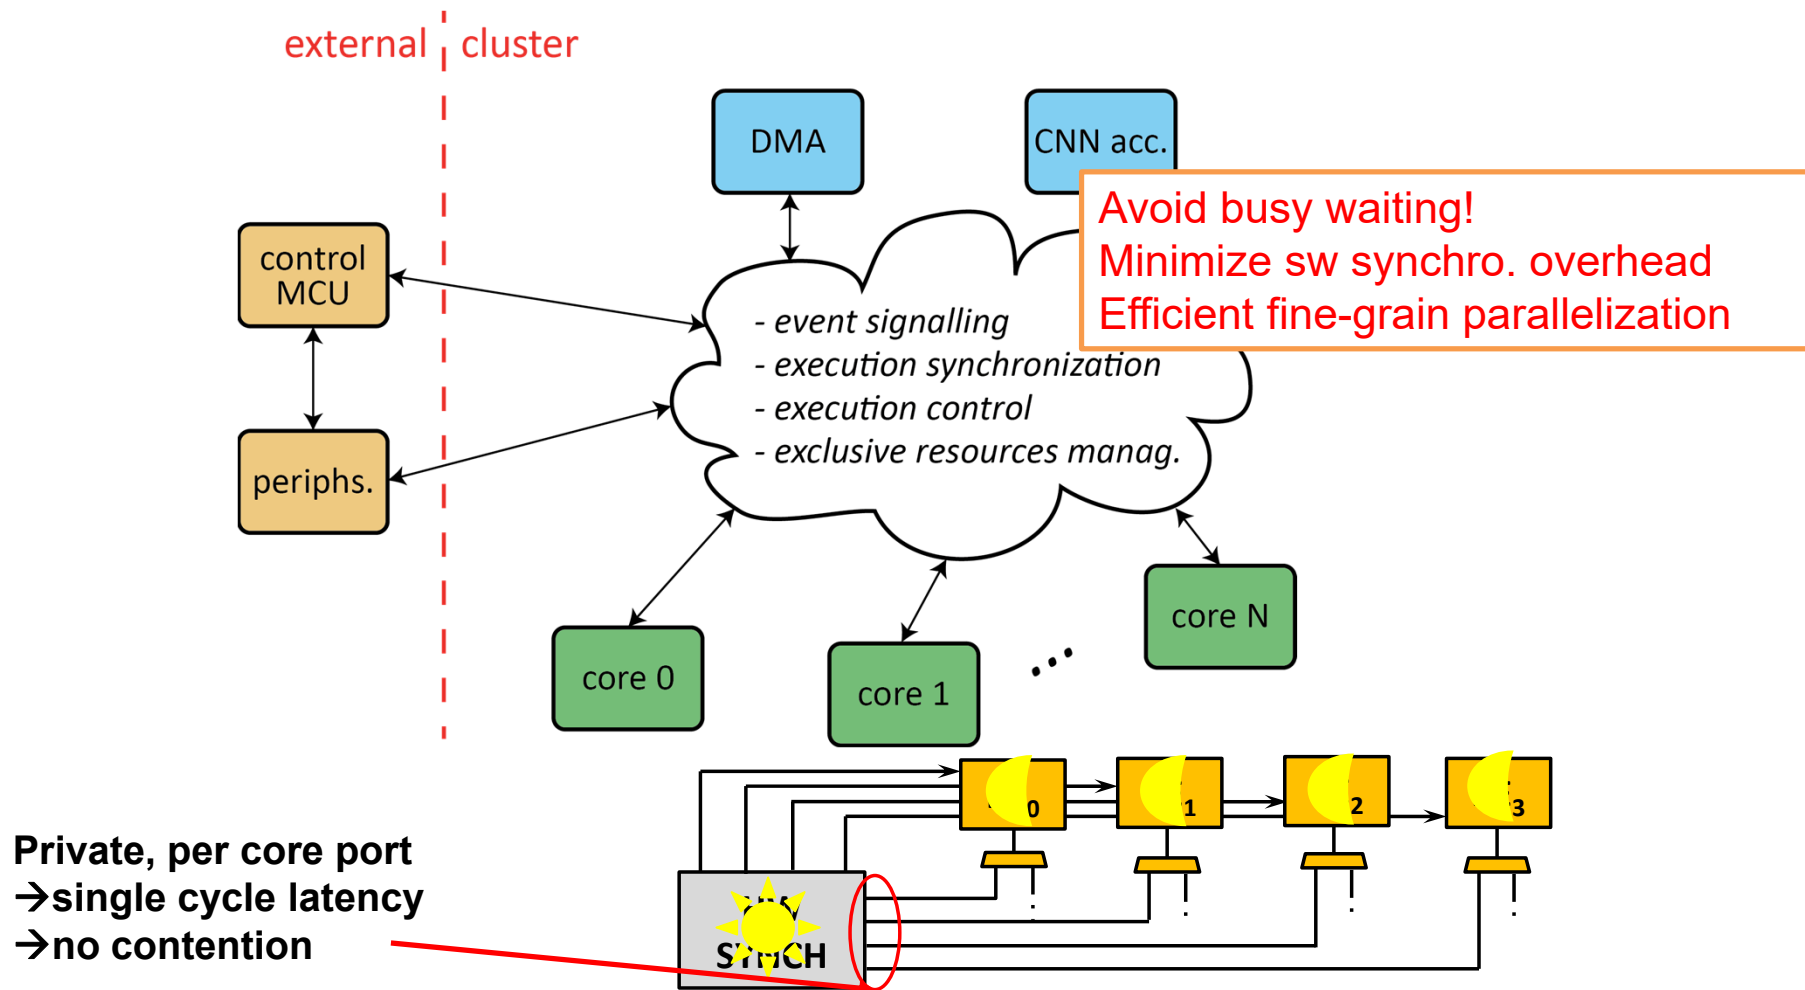 external cluster
DMA
CNN acc.
Avoid busy waiting!
Minimize sw synchro. overhead
Efficient fine-grain parallelization
control
MCU
- event signalling
- execution synchronization
- execution control
- exclusive resources manag.
periphs.
core 0
core 1
...
core N
0
1
2
3
Private, per core port
→single cycle latency
→no contention
SYNCH